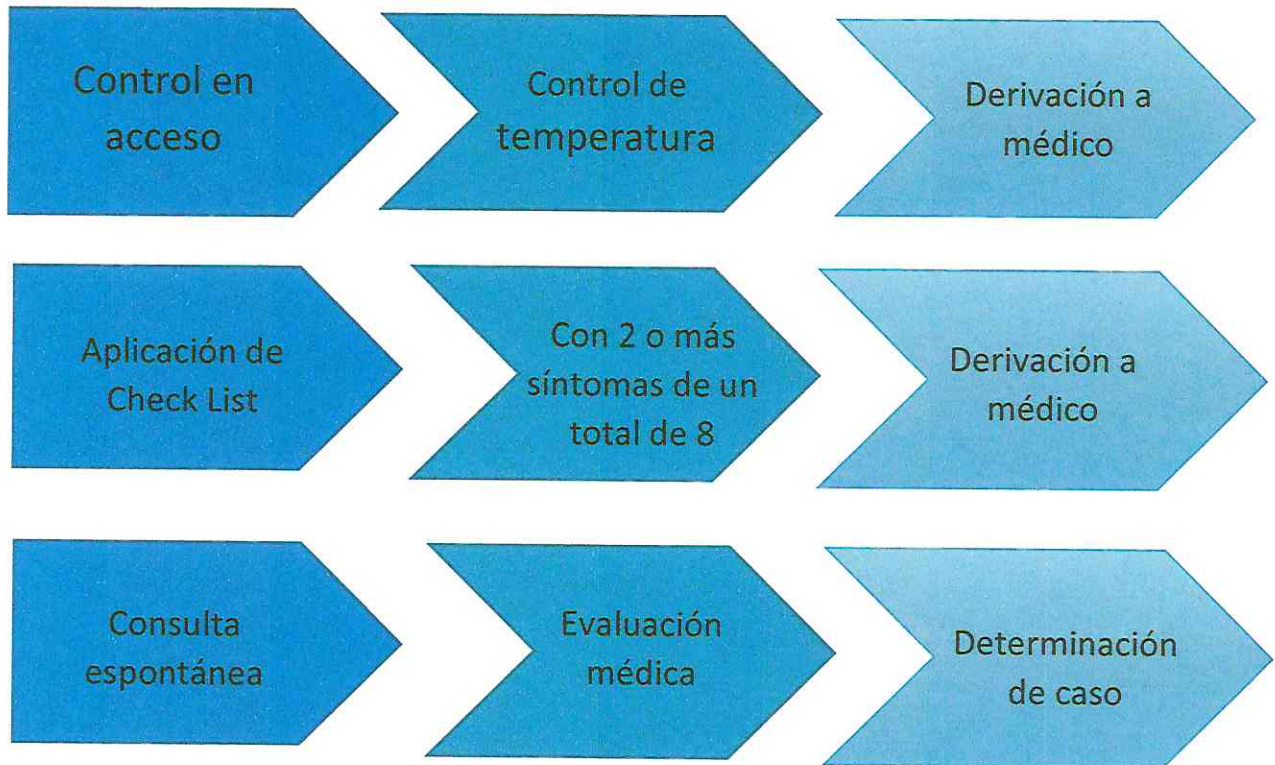 Control en
acceso
Control de
temperatura
Derivación a
médico
Aplicación de
Check List
Con 2 o más
síntomas de un
total de 8
Derivación a
médico
Consulta
espontánea
Evaluación
médica
Determinación
de caso